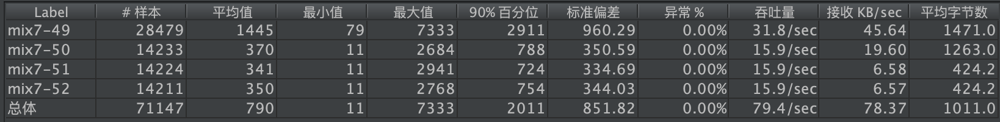 Label # 样本 平均值 最小值 最大值 90% 百分位 标准偏差 异常 % 吞吐量 接收 KB/sec 平均字节数
mix7-49 28479 1445 79 7333 2911 960.29 0.00% 31.8/sec 45.64 1471.0
mix7-50 14233 370 11 2684 788 350.59 0.00% 15.9/sec 19.60 1263.0
mix7-51 14224 341 11 2941 724 334.69 0.00% 15.9/sec 6.58 424.2
mix7-52 14211 350 11 2768 754 344.03 0.00% 15.9/sec 6.57 424.2
总体 71147 790 11 7333 2011 851.82 0.00% 79.4/sec 78.37 1011.0